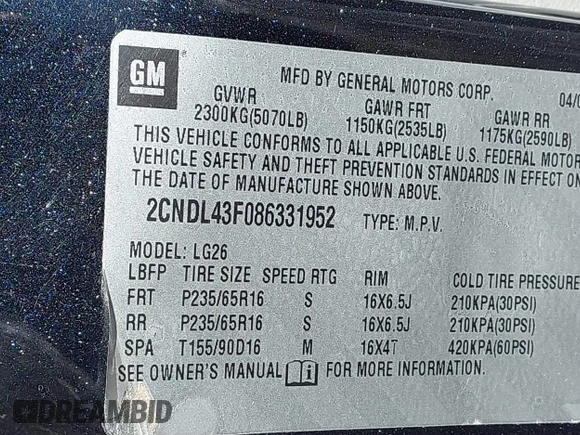 GM
MFD BY GENERAL MOTORS CORP. 04/0
GVWR GAWR FRT GAWR RR
2300KG(5070LB) 1150KG(2535LB) 1175KG(2590LB)
THIS VEHICLE CONFORMS TO ALL APPLICABLE U.S. FEDERAL MOTOR
VEHICLE SAFETY AND THEFT PREVENTION STANDARDS IN EFFECT ON
THE DATE OF MANUFACTURE SHOWN ABOVE.
2CNDL43F086331952 TYPE: M.P.V.
MODEL: LG26
LBFP TIRE SIZE SPEED RTG RIM COLD TIRE PRESSURE
FRT P235/65R16 S 16X6.5J 210KPA(30PSI)
RR P235/65R16 S 16X6.5J 210KPA(30PSI)
SPA T155/90D16 M 16X4T 420KPA(60PSI)
SEE OWNER'S MANUAL FOR MORE INFORMATION.
DREAMBID